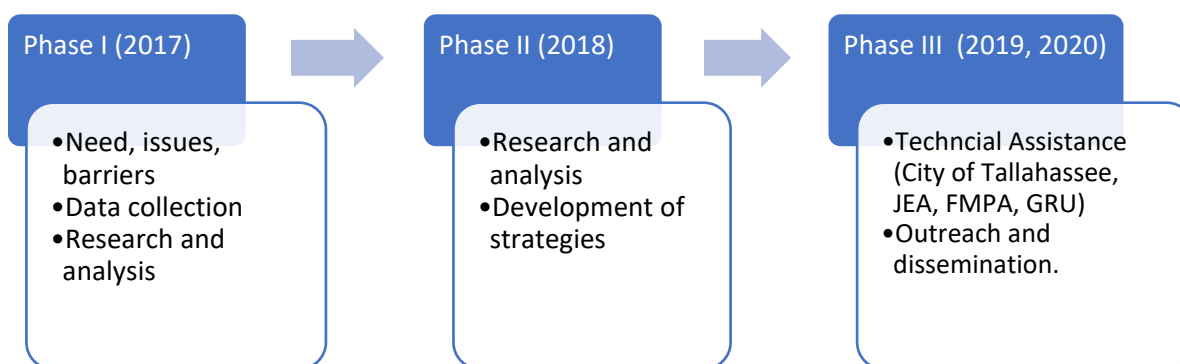 Phase I (2017)
•Need, issues,
barriers
•Data collection
•Research and
analysis
Phase II (2018)
•Research and
analysis
•Development of
strategies
Phase III  (2019, 2020)
•Techncial Assistance
(City of Tallahassee,
JEA, FMPA, GRU)
•Outreach and
dissemination.